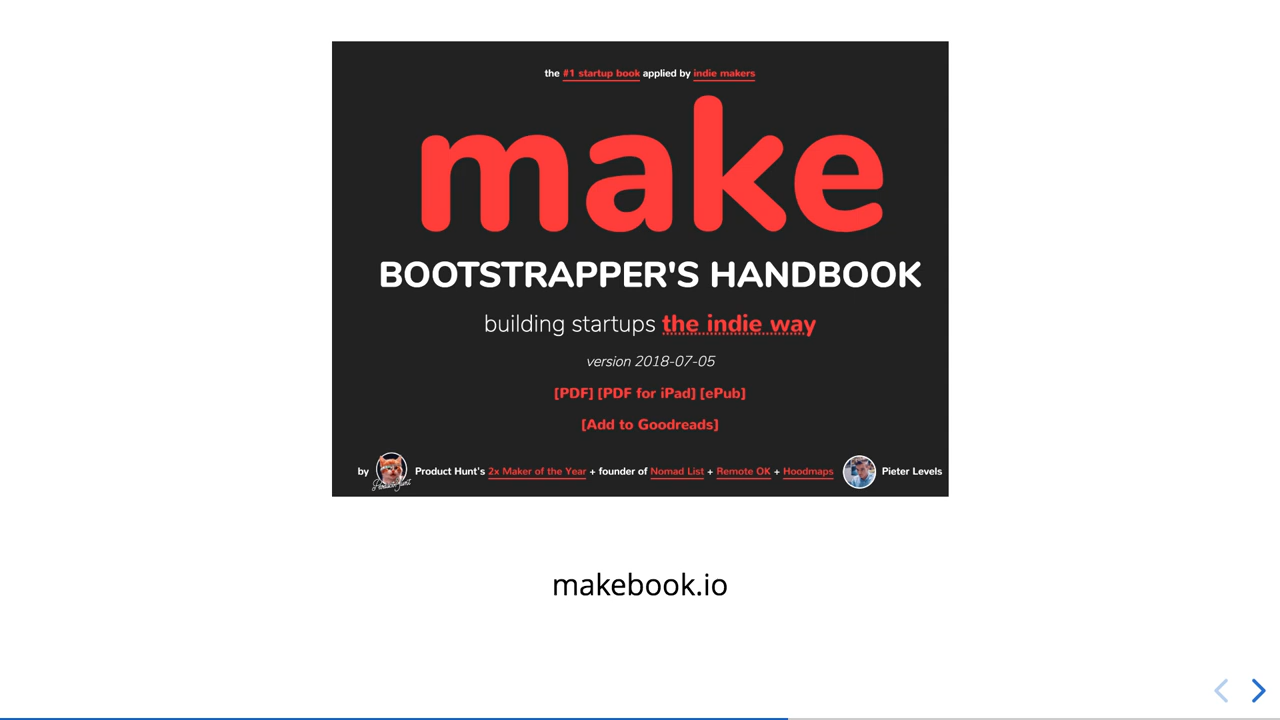 the #1 startup book applied by indie makers
make
BOOTSTRAPPER'S HANDBOOK
building startups the indie way
version 2018-07-05
[PDF] [PDF for iPad] [ePub]
[Add to Goodreads]
by Product Hunt's 2x Maker of the Year + founder of Nomad List + Remote OK + Hoodmaps Pieter Levels
makebook.io